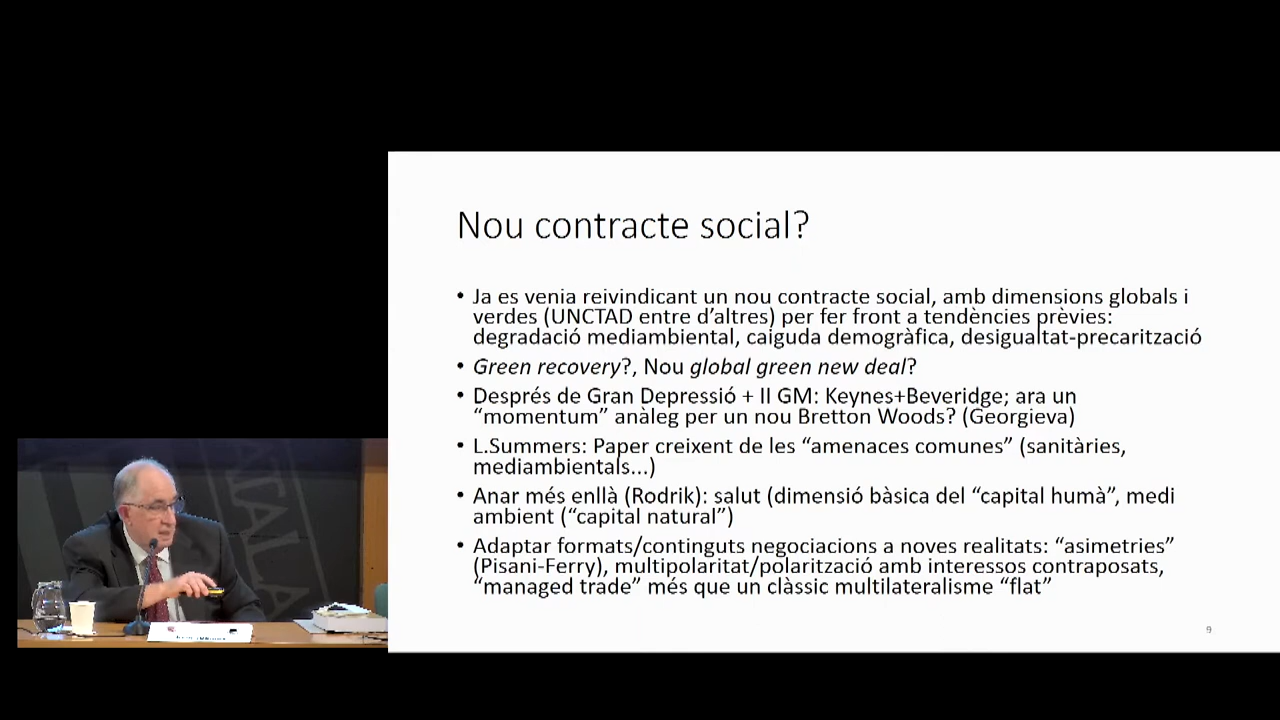 Nou contracte social?
• Ja es venia reivindicant un nou contracte social, amb dimensions globals i
verdes (UNCTAD entre d’altres) per fer front a tendències prèvies:
degradació mediambiental, caiguda demogràfica, desigualtat-precarització
• Green recovery?, Nou global green new deal?
• Després de Gran Depressió + II GM: Keynes+Beveridge; ara un
“momentum” anàleg per un nou Bretton Woods? (Georgieva)
• L.Summers: Paper creixent de les “amenaces comunes” (sanitàries,
mediambientals...)
• Anar més enllà (Rodrik): salut (dimensió bàsica del “capital humà”, medi
ambient (“capital natural”)
• Adaptar formats/continguts negociacions a noves realitats: “asimetries”
(Pisani-Ferry), multipolaritat/polarització amb interessos contraposats,
“managed trade” més que un clàssic multilateralisme “flat”
9